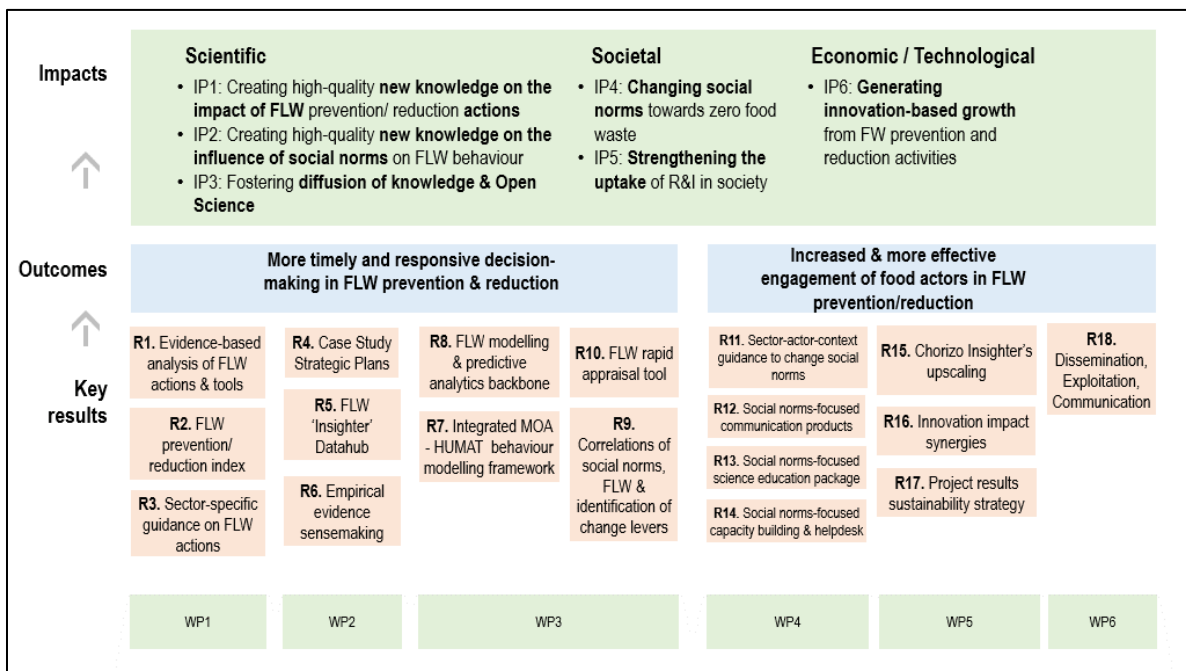 Impacts
Scientific
• IP1: Creating high-quality new knowledge on the
impact of FLW prevention/ reduction actions
• IP2: Creating high-quality new knowledge on the
influence of social norms on FLW behaviour
• IP3: Fostering diffusion of knowledge & Open
Science
Societal
• IP4: Changing social
norms towards zero food
waste
• IP5: Strengthening the
uptake of R&I in society
Economic / Technological
• IP6: Generating
innovation-based growth
from FW prevention and
reduction activities
Outcomes
More timely and responsive decision-
making in FLW prevention & reduction
Increased & more effective
engagement of food actors in FLW
prevention/reduction
Key
results
R1. Evidence-based
analysis of FLW
actions & tools
R2. FLW
prevention/
reduction index
R3. Sector-specific
guidance on FLW
actions
R4. Case Study
Strategic Plans
R5. FLW
‘Insighter’
Datahub
R6. Empirical
evidence
sensemaking
R8. FLW modelling
& predictive
analytics backbone
R7. Integrated MOA
- HUMAT behaviour
modelling framework
R10. FLW rapid
appraisal tool
R9.
Correlations of
social norms,
FLW &
identification of
change levers
R11. Sector-actor-context
guidance to change social
norms
R12. Social norms-focused
communication products
R13. Social norms-focused
science education package
R14. Social norms-focused
capacity building & helpdesk
R15. Chorizo Insighter’s
upscaling
R16. Innovation impact
synergies
R17. Project results
sustainability strategy
R18.
Dissemination,
Exploitation,
Communication
WP1
WP2
WP3
WP4
WP5
WP6